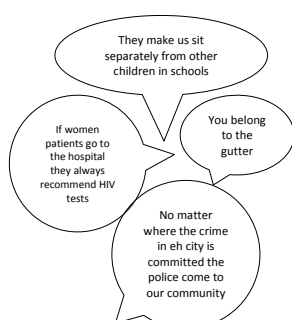 They make us sit
separately from other
children in schools
You belong
to the
gutter
If women
patients go to
the hospital
they always
recommend HIV
tests
No matter
where the crime
in eh city is
committed the
police come to
our community